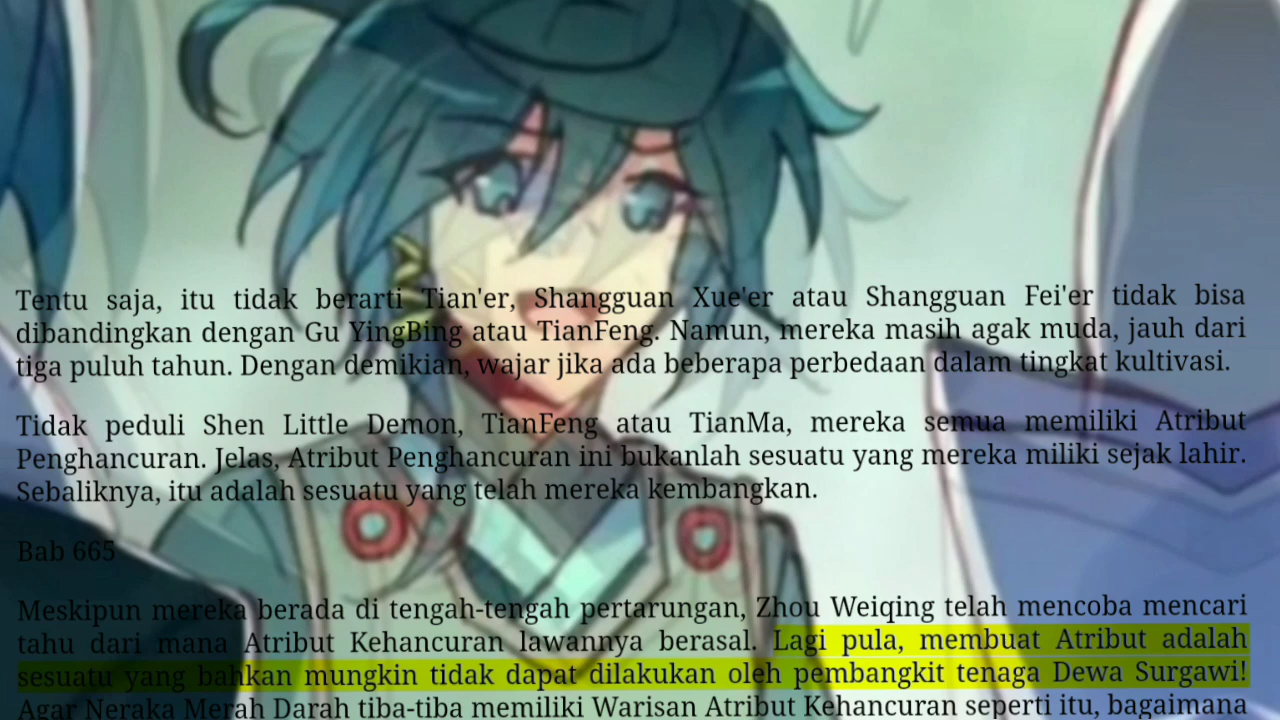 Tentu saja, itu tidak berarti Tian'er, Shangguan Xue'er atau Shangguan Fei'er tidak bisa
dibandingkan dengan Gu YingBing atau TianFeng. Namun, mereka masih agak muda, jauh dari
tiga puluh tahun. Dengan demikian, wajar jika ada beberapa perbedaan dalam tingkat kultivasi.
Tidak peduli Shen Little Demon, TianFeng atau TianMa, mereka semua memiliki Atribut
Penghancuran. Jelas, Atribut Penghancuran ini bukanlah sesuatu yang mereka miliki sejak lahir.
Sebaliknya, itu adalah sesuatu yang telah mereka kembangkan.
Bab 665
Meskipun mereka berada di tengah-tengah pertarungan, Zhou Weiqing telah mencoba mencari
tahu dari mana Atribut Kehancuran lawannya berasal. Lagi pula, membuat Atribut adalah
sesuatu yang bahkan mungkin tidak dapat dilakukan oleh pembangkit tenaga Dewa Surgawi!
Agar Neraka Merah Darah tiba-tiba memiliki Warisan Atribut Kehancuran seperti itu, bagaimana